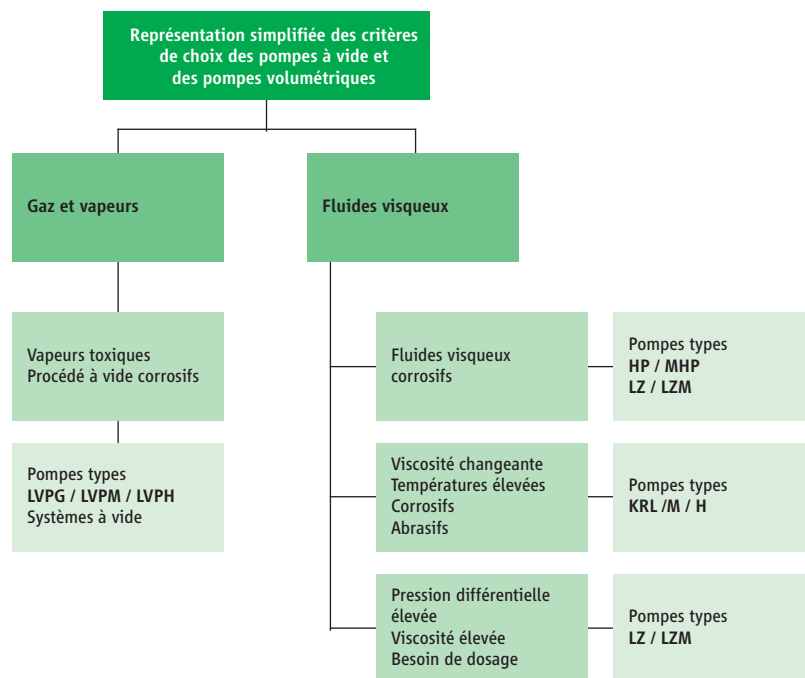 Représentation simplifiée des critères
de choix des pompes à vide et
des pompes volumétriques
Gaz et vapeurs
Fluides visqueux
Vapeurs toxiques
Procédé à vide corrosifs
Pompes types
LVPG / LVPM / LVPH
Systèmes à vide
Fluides visqueux
corrosifs
Pompes types
HP / MHP
LZ / LZM
Viscosité changeante
Températures élevées
Corrosifs
Abrasifs
Pompes types
KRL /M / H
Pression différentielle
élevée
Viscosité élevée
Besoin de dosage
Pompes types
LZ / LZM